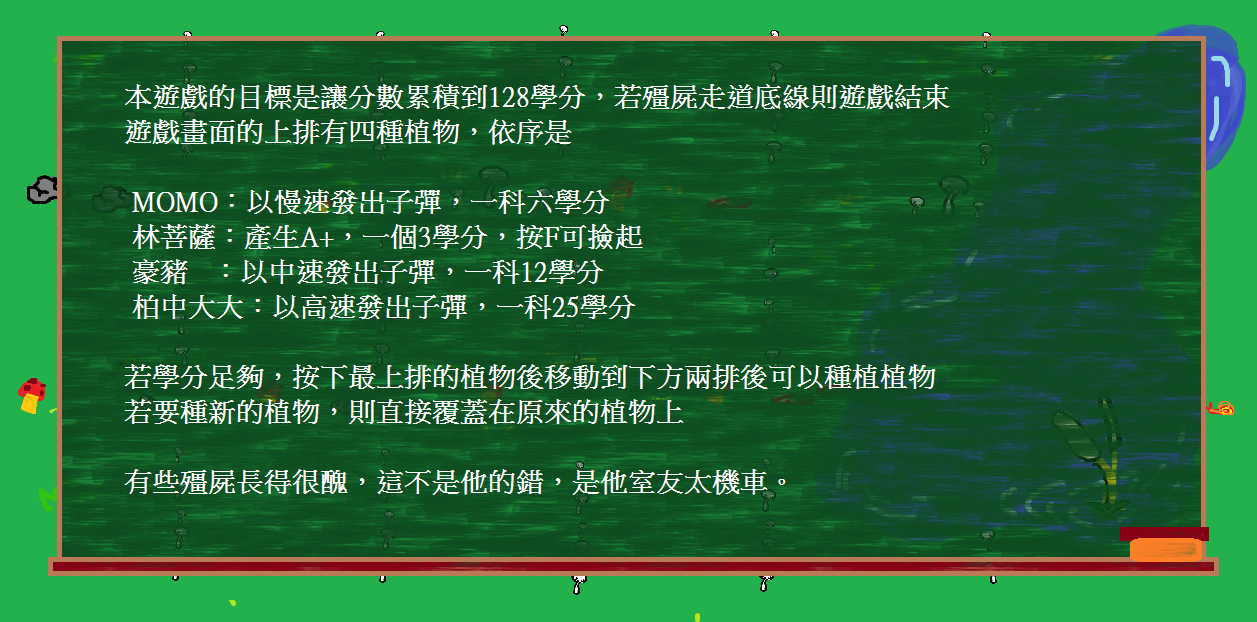 本遊戲的目標是讓分數累積到128學分，若殭屍走道底線則遊戲結束
遊戲畫面的上排有四種植物，依序是
MOMO：以慢速發出子彈，一科六學分
林菩薩：產生A+，一個3學分，按F可撿起
豪豬　：以中速發出子彈，一科12學分
柏中大大：以高速發出子彈，一科25學分
若學分足夠，按下最上排的植物後移動到下方兩排後可以種植植物
若要種新的植物，則直接覆蓋在原來的植物上
有些殭屍長得很醜，這不是他的錯，是他室友太機車。